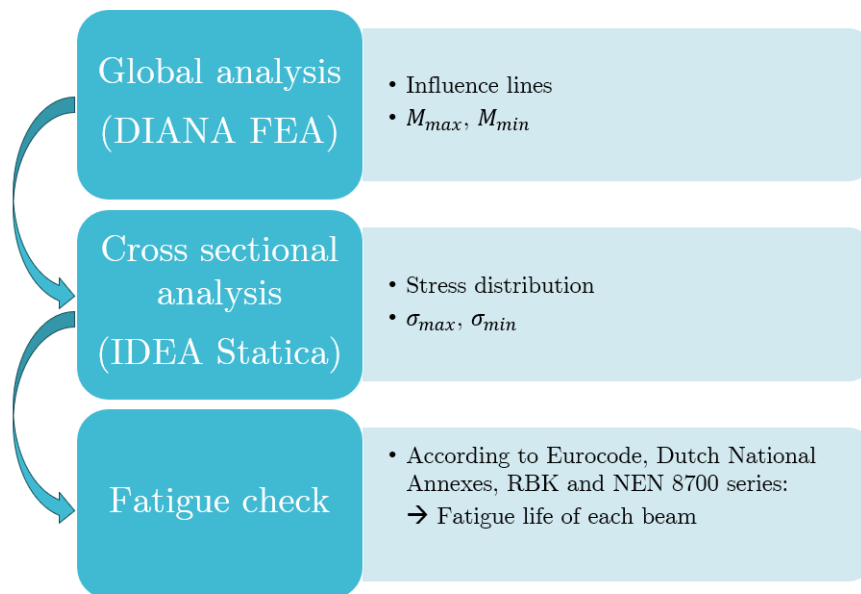 Global analysis
(DIANA FEA)
• Influence lines
• M_max, M_min
Cross sectional
analysis
(IDEA Statica)
• Stress distribution
• σ_max, σ_min
Fatigue check
• According to Eurocode, Dutch National
Annexes, RBK and NEN 8700 series:
→ Fatigue life of each beam